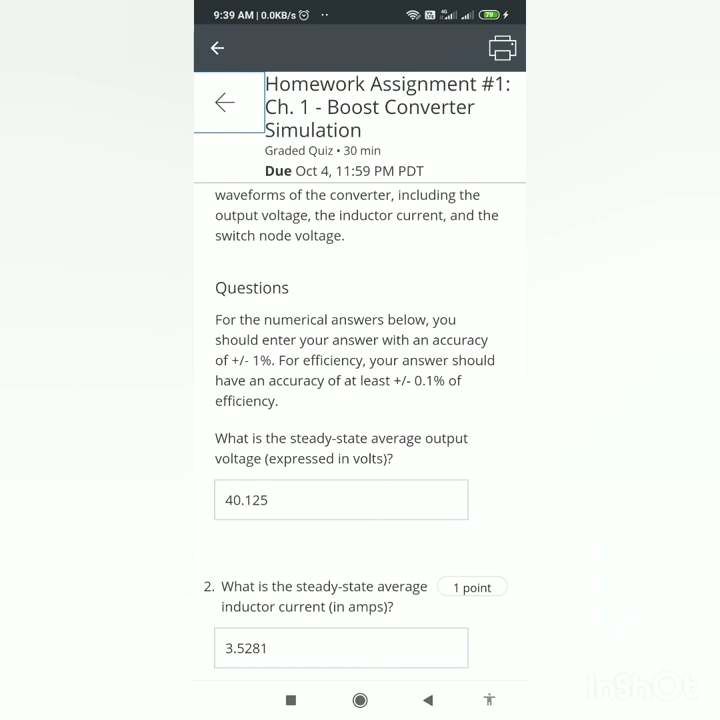 9:39 AM | 0.0KB/s
4G
79
Homework Assignment #1:
Ch. 1 - Boost Converter
Simulation
Graded Quiz • 30 min
Due Oct 4, 11:59 PM PDT
waveforms of the converter, including the
output voltage, the inductor current, and the
switch node voltage.
Questions
For the numerical answers below, you
should enter your answer with an accuracy
of +/- 1%. For efficiency, your answer should
have an accuracy of at least +/- 0.1% of
efficiency.
What is the steady-state average output
voltage (expressed in volts)?
40.125
2. What is the steady-state average 1 point
inductor current (in amps)?
3.5281
InShOt